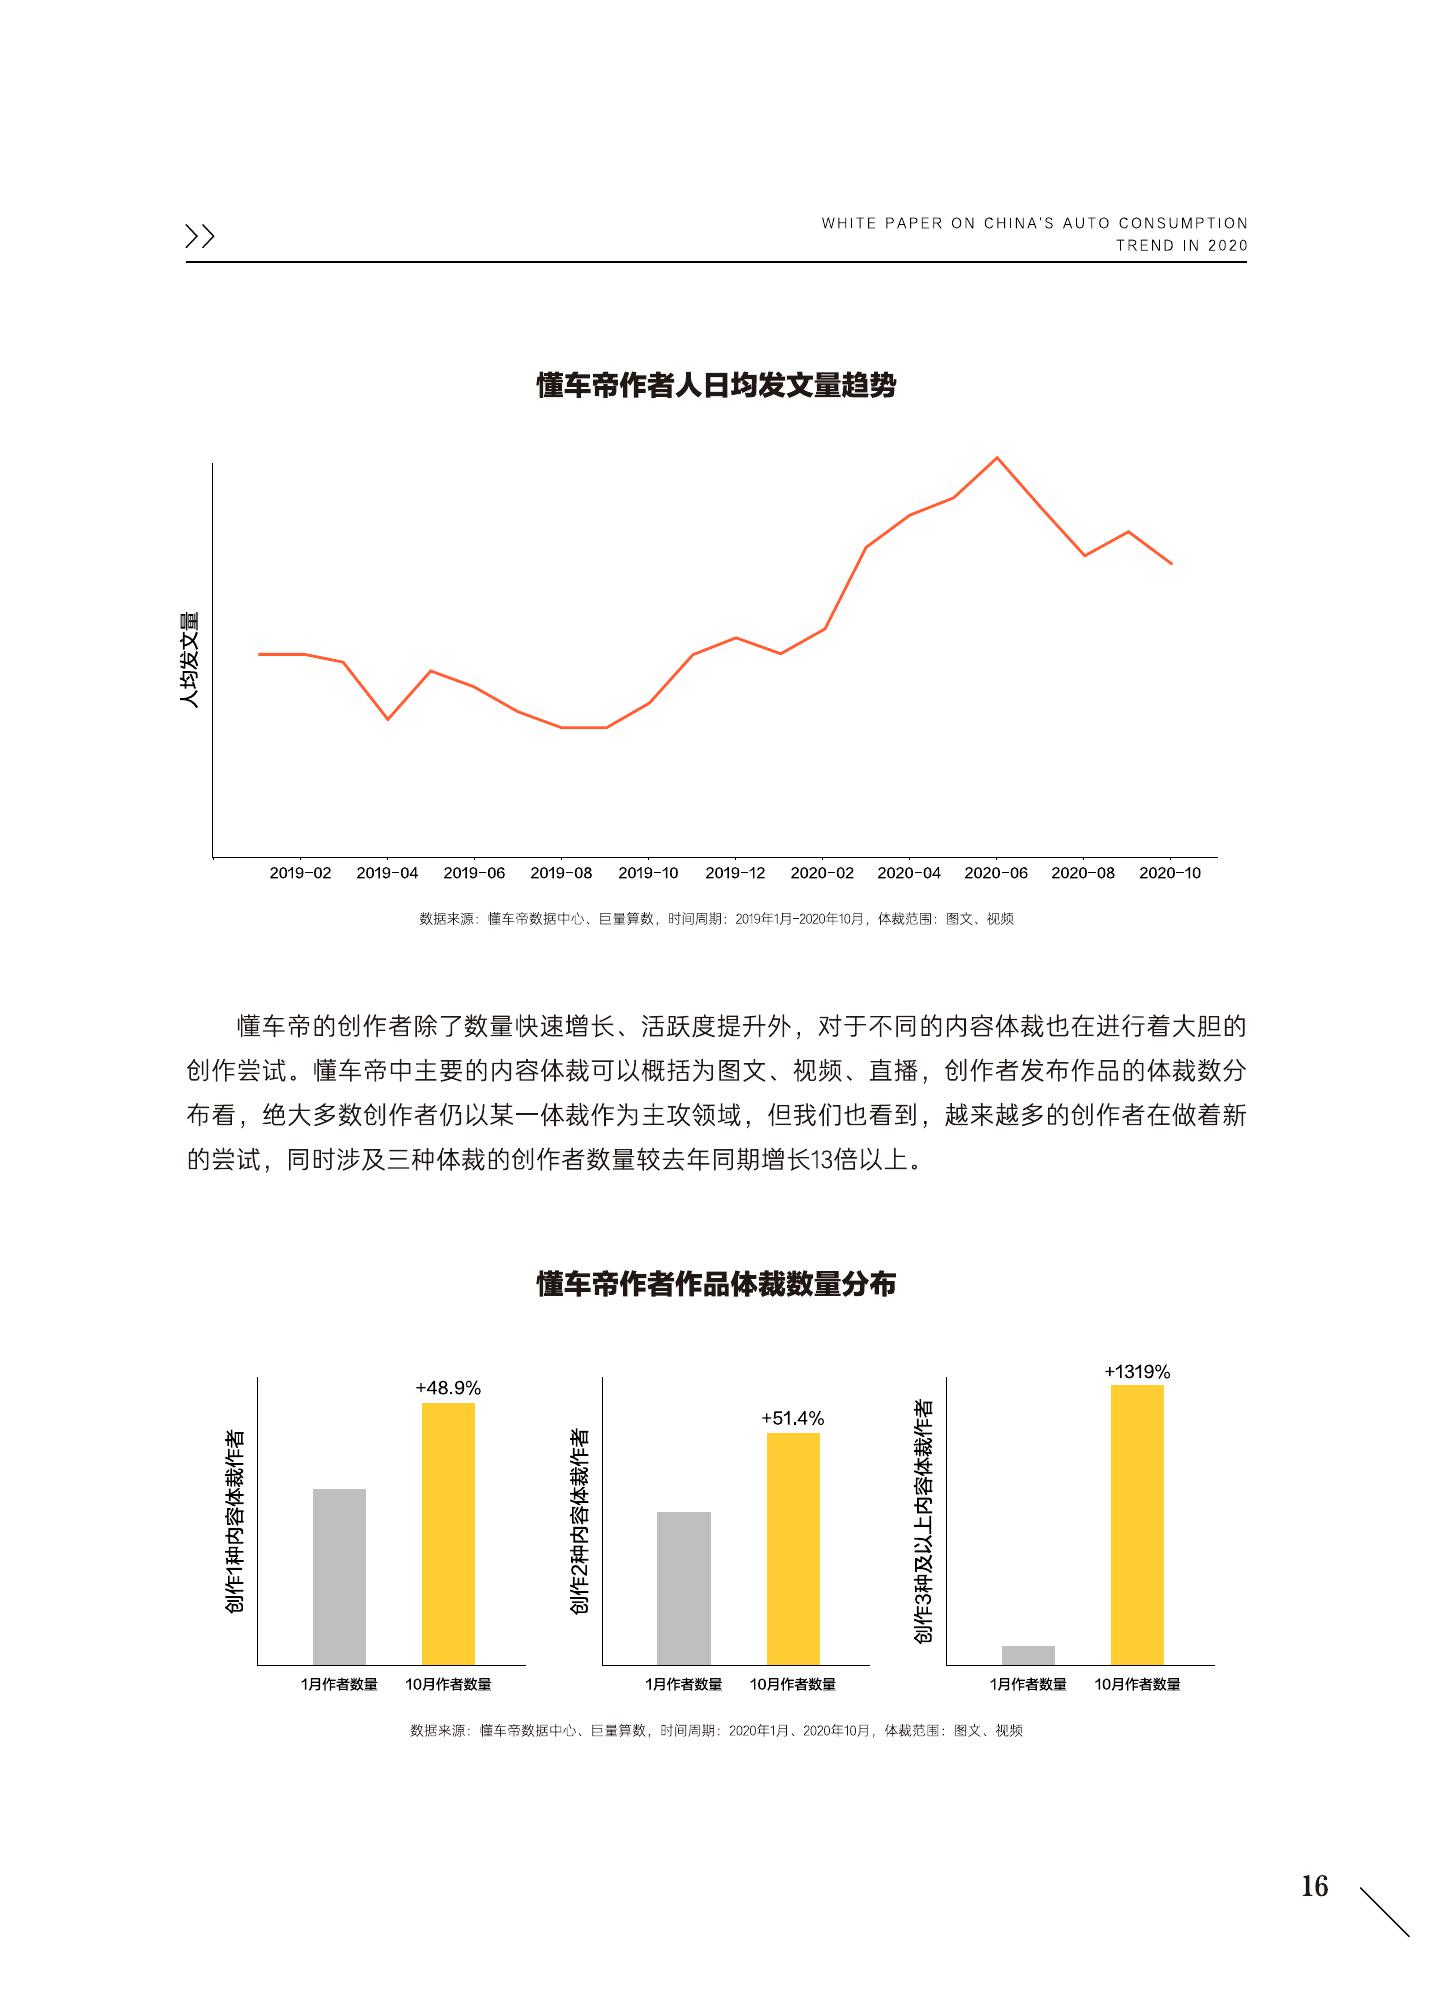 WHITE PAPER ON CHINA'S AUTO CONSUMPTION
TREND IN 2020
懂车帝作者人日均发文量趋势
人均发文量
2019-02 2019-04 2019-06 2019-08 2019-10 2019-12 2020-02 2020-04 2020-06 2020-08 2020-10
数据来源：懂车帝数据中心、巨量算数，时间周期：2019年1月-2020年10月，体裁范围：图文、视频
懂车帝的创作者除了数量快速增长、活跃度提升外，对于不同的内容体裁也在进行着大胆的
创作尝试。懂车帝中主要的内容体裁可以概括为图文、视频、直播，创作者发布作品的体裁数分
布看，绝大多数创作者仍以某一体裁作为主攻领域，但我们也看到，越来越多的创作者在做着新
的尝试，同时涉及三种体裁的创作者数量较去年同期增长13倍以上。
懂车帝作者作品体裁数量分布
创作1种内容体裁作者
+48.9%
1月作者数量 10月作者数量
创作2种内容体裁作者
+51.4%
1月作者数量 10月作者数量
创作3种及以上内容体裁作者
+1319%
1月作者数量 10月作者数量
数据来源：懂车帝数据中心、巨量算数，时间周期：2020年1月、2020年10月，体裁范围：图文、视频
16